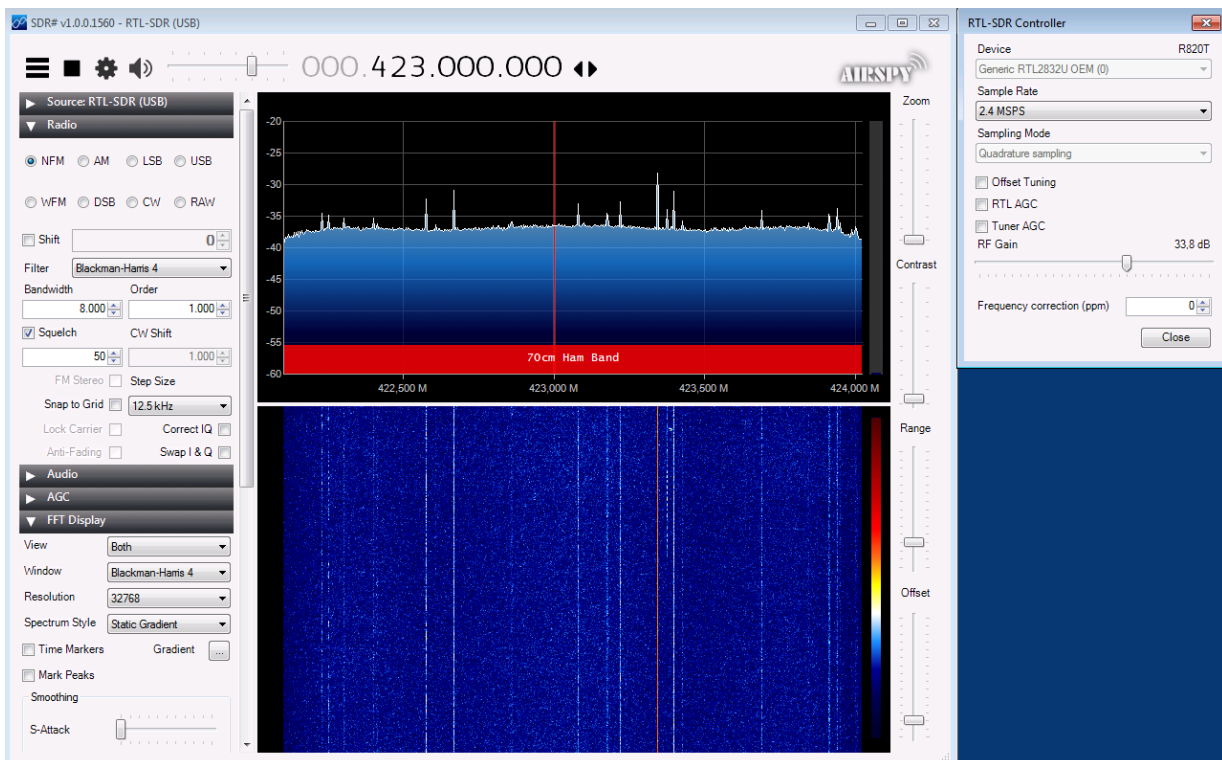 SDR# v1.0.0.1560 - RTL-SDR (USB)
000.423.000.000
AIRSPY
Source: RTL-SDR (USB)
Radio
NFM AM LSB USB
WFM DSB CW RAW
Shift 0
Filter Blackman-Harris 4
Bandwidth Order
8.000 1.000
Squelch CW Shift
50 1.000
FM Stereo Step Size
Snap to Grid 12.5 kHz
Lock Carrier Correct IQ
Anti-Fading Swap I & Q
Audio
AGC
FFT Display
View Both
Window Blackman-Harris 4
Resolution 32768
Spectrum Style Static Gradient
Time Markers Gradient ...
Mark Peaks
Smoothing
S-Attack
-20
-25
-30
-35
-40
-45
-50
-55
-60
70cm Ham Band
422,500 M 423,000 M 423,500 M 424,000 M
Zoom
Contrast
Range
Offset
RTL-SDR Controller
Device R820T
Generic RTL2832U OEM (0)
Sample Rate
2.4 MSPS
Sampling Mode
Quadrature sampling
Offset Tuning
RTL AGC
Tuner AGC
RF Gain 33,8 dB
Frequency correction (ppm) 0
Close